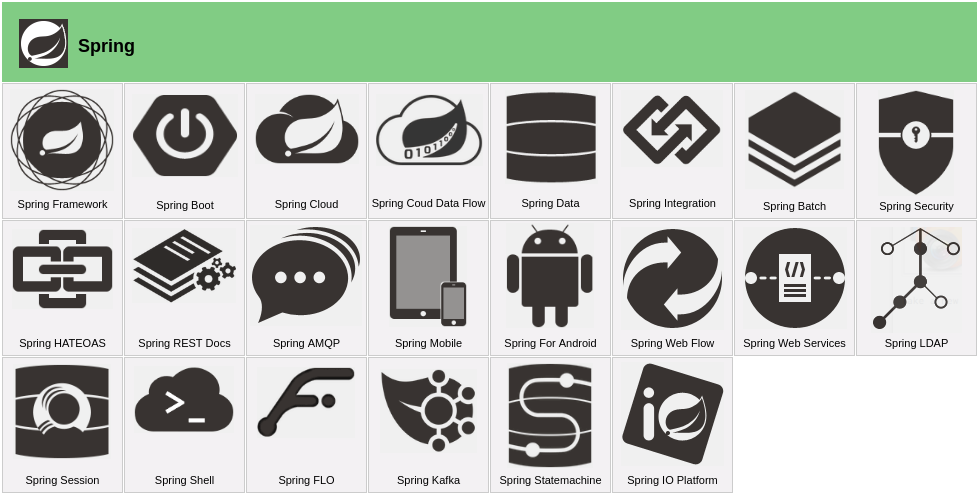 Spring
Spring Framework
Spring Boot
Spring Cloud
010110001
Spring Coud Data Flow
Spring Data
Spring Integration
Spring Batch
Spring Security
Spring HATEOAS
Spring REST Docs
Spring AMQP
Spring Mobile
Spring For Android
Spring Web Flow
</>
Spring Web Services
Spring LDAP
Spring Session
>_
Spring Shell
Spring FLO
Spring Kafka
Spring Statemachine
io
Spring IO Platform